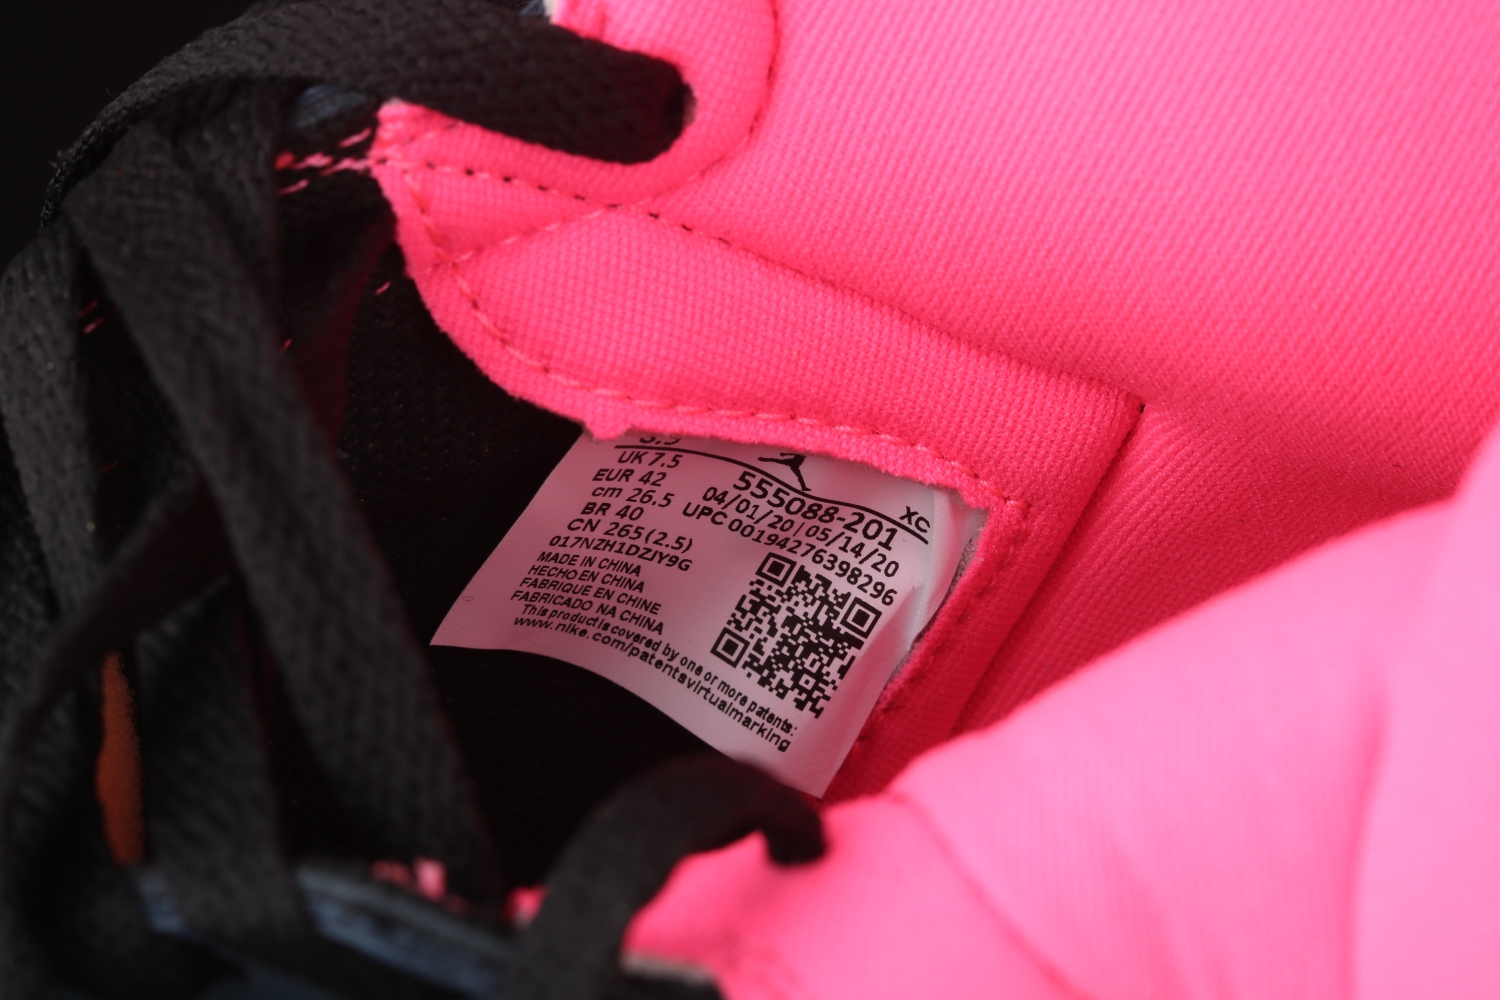 UK 7.5
EUR 42
cm 26.5
BR 40
CN 265(2.5)
017NZH1DZJY9G
MADE IN CHINA
HECHO EN CHINA
FABRIQUE EN CHINE
FABRICADO NA CHINA
This product is covered by one or more patents:
www.nike.com/patentsvirtualmarking
555088-201
XC
04/01/20 | 05/14/20
UPC 00194276398296